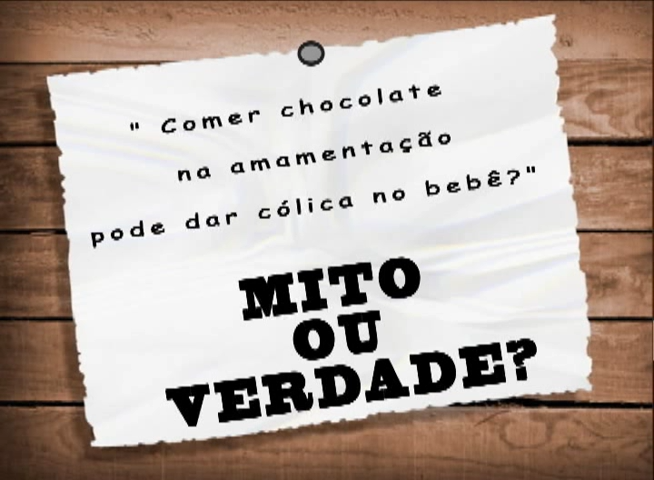 " Comer chocolate
na amamentação
pode dar cólica no bebê?"
MITO
OU
VERDADE?